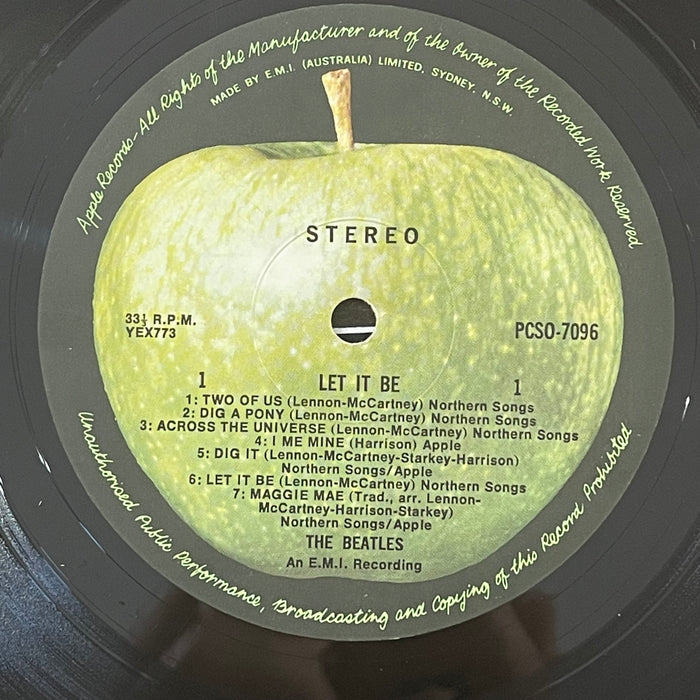 Apple Records-All Rights of the Manufacturer and of the Owner of the Recorded Work Reserved
MADE BY E.M.I. (AUSTRALIA) LIMITED, SYDNEY, N.S.W.
STEREO
33⅓ R.P.M.
YEX773
PCSO-7096
1 LET IT BE 1
1: TWO OF US (Lennon-McCartney) Northern Songs
2: DIG A PONY (Lennon-McCartney) Northern Songs
3: ACROSS THE UNIVERSE (Lennon-McCartney) Northern Songs
4: I ME MINE (Harrison) Apple
5: DIG IT (Lennon-McCartney-Starkey-Harrison)
Northern Songs/Apple
6: LET IT BE (Lennon-McCartney) Northern Songs
7: MAGGIE MAE (Trad., arr. Lennon-
McCartney-Harrison-Starkey)
Northern Songs/Apple
THE BEATLES
An E.M.I. Recording
Unauthorised Public Performance, Broadcasting and Copying of this Record Prohibited